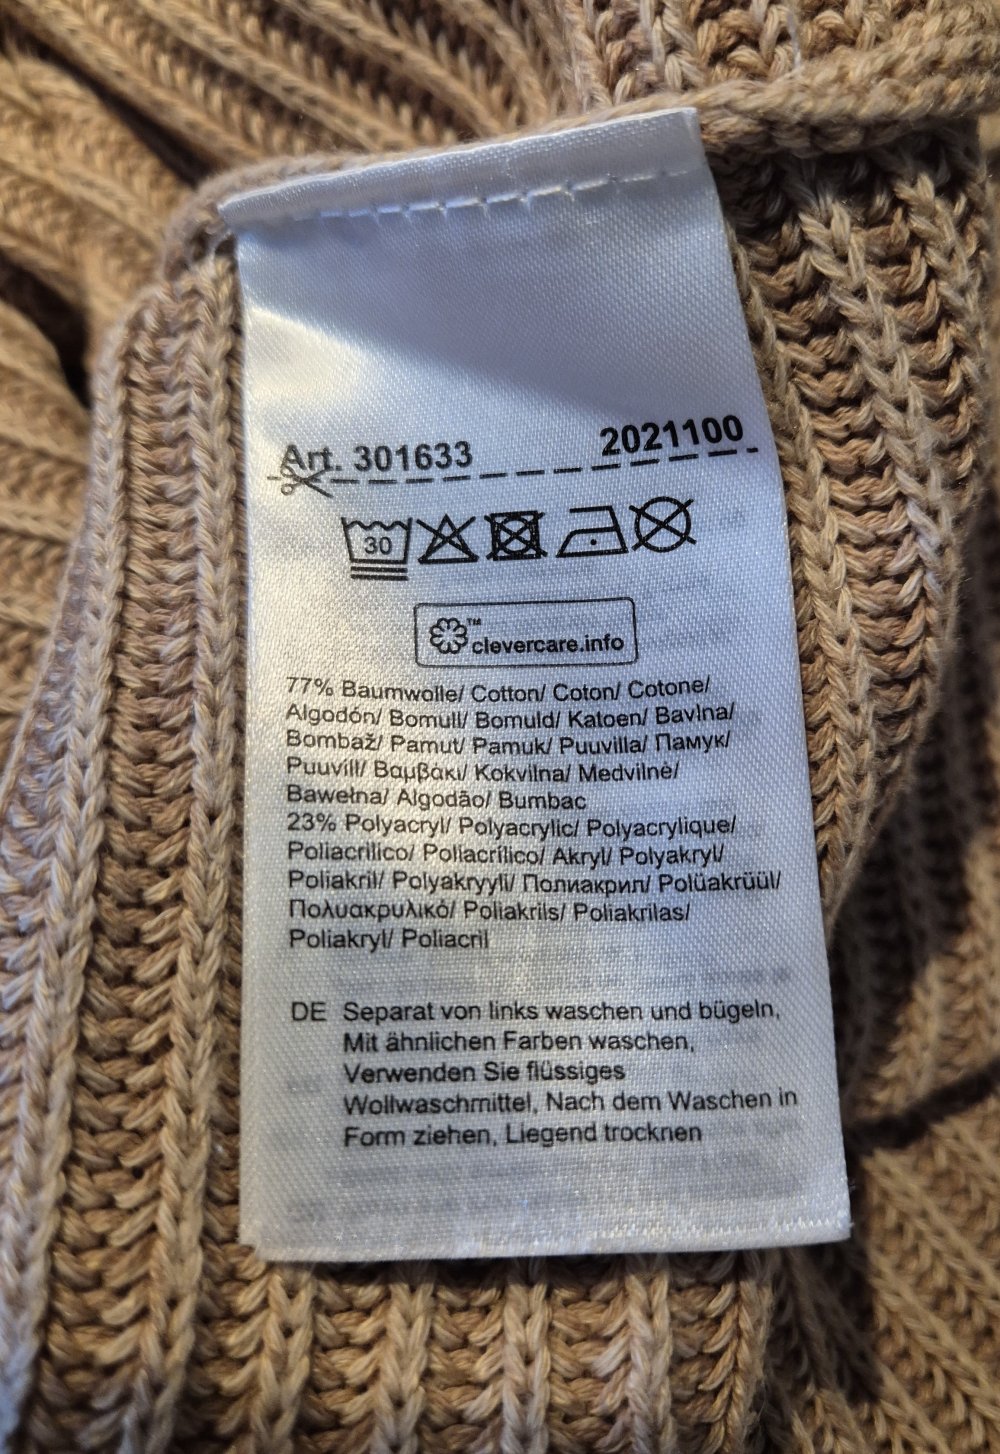 Art. 301633 2021100
30
™ clevercare.info
77% Baumwolle/ Cotton/ Coton/ Cotone/
Algodón/ Bomull/ Bomuld/ Katoen/ Bavlna/
Bombaž/ Pamut/ Pamuk/ Puuvilla/ Памук/
Puuvill/ Βαμβάκι/ Kokvilna/ Medvilnė/
Bawełna/ Algodão/ Bumbac
23% Polyacryl/ Polyacrylic/ Polyacrylique/
Poliacrilico/ Poliacrílico/ Akryl/ Polyakryl/
Poliakril/ Polyakryyli/ Полиакрил/ Polüakrüül/
Πολυακρυλικό/ Poliakrils/ Poliakrilas/
Poliakryl/ Poliacril
DE Separat von links waschen und bügeln,
Mit ähnlichen Farben waschen,
Verwenden Sie flüssiges
Wollwaschmittel, Nach dem Waschen in
Form ziehen, Liegend trocknen